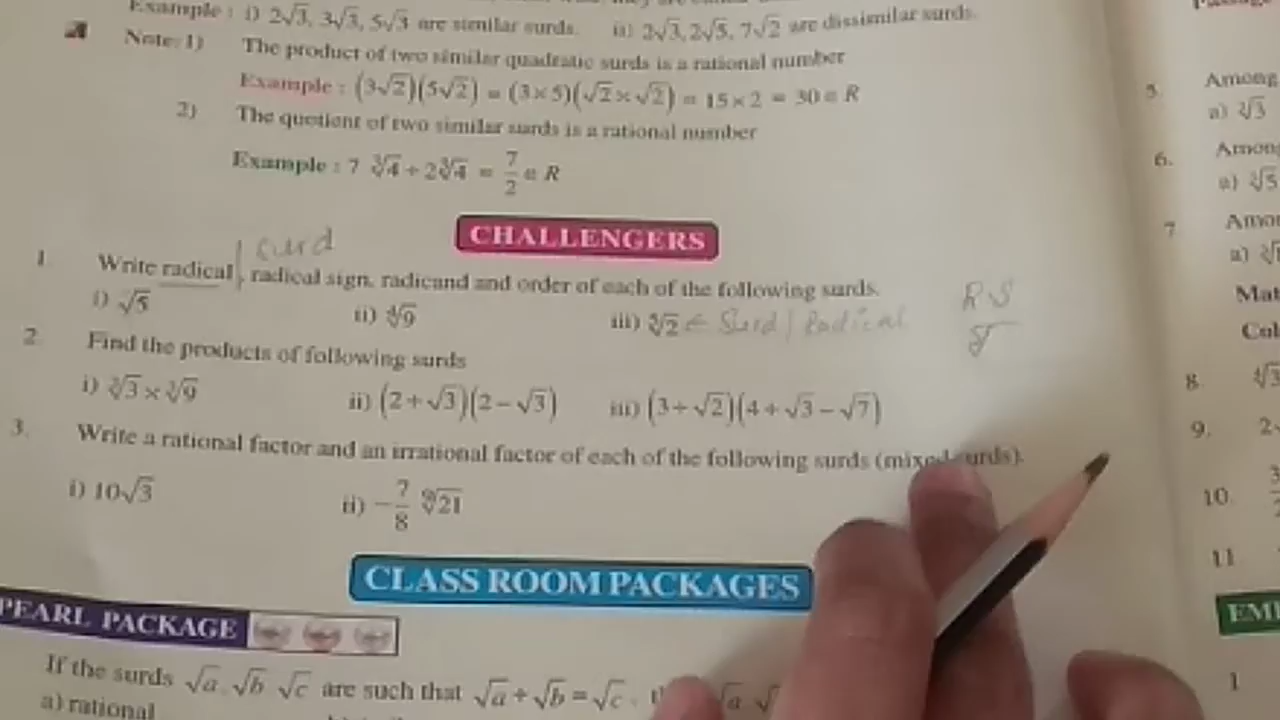 Example : i) 2√3, 3√3, 5√3 are similar surds. ii) 2√3, 2√5, 7√2 are dissimilar surds.
Note: 1) The product of two similar quadratic surds is a rational number
Example : (3√2)(5√2) = (3×5)(√2×√2) = 15×2 = 30 ∈ R
2) The quotient of two similar surds is a rational number
Example : 7 ∛4 ÷ 2∛4 = 7/2 ∈ R
CHALLENGERS
surd
1. Write radical, radical sign, radicand and order of each of the following surds.
i) √5 ii) ∜9 iii) √2 ← Surd | Radical
R S
√
2. Find the products of following surds
i) ∛3 × ∛9 ii) (2+√3)(2−√3) iii) (3+√2)(4+√3−√7)
3. Write a rational factor and an irrational factor of each of the following surds (mixed surds).
i) 10√3 ii) −7/8 ⁹√21
CLASS ROOM PACKAGES
PEARL PACKAGE
If the surds √a √b √c are such that √a + √b = √c,
a) rational
5. Among
a) ∛3
6. Among
a) √5
7
a)
8
9. 2
10.
11
1